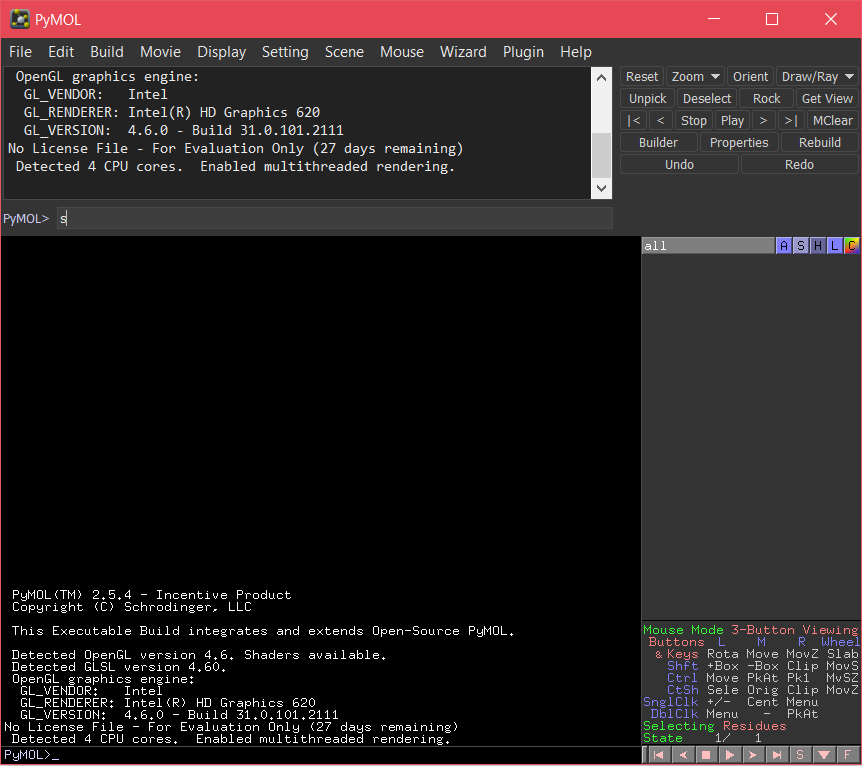 PyMOL
File Edit Build Movie Display Setting Scene Mouse Wizard Plugin Help
OpenGL graphics engine:
GL_VENDOR: Intel
GL_RENDERER: Intel(R) HD Graphics 620
GL_VERSION: 4.6.0 - Build 31.0.101.2111
No License File - For Evaluation Only (27 days remaining)
Detected 4 CPU cores. Enabled multithreaded rendering.
Reset Zoom Orient Draw/Ray
Unpick Deselect Rock Get View
|< < Stop Play > >| MClear
Builder Properties Rebuild
Undo Redo
PyMOL> s
all A S H L C
PyMOL(TM) 2.5.4 - Incentive Product
Copyright (C) Schrodinger, LLC
This Executable Build integrates and extends Open-Source PyMOL.
Detected OpenGL version 4.6. Shaders available.
Detected GLSL version 4.60.
OpenGL graphics engine:
GL_VENDOR: Intel
GL_RENDERER: Intel(R) HD Graphics 620
GL_VERSION: 4.6.0 - Build 31.0.101.2111
No License File - For Evaluation Only (27 days remaining)
Detected 4 CPU cores. Enabled multithreaded rendering.
PyMOL>_
Mouse Mode 3-Button Viewing
Buttons L M R Wheel
& Keys Rota Move MovZ Slab
Shft +Box -Box Clip MovS
Ctrl Move PkAt Pk1 MvSZ
CtSh Sele Orig Clip MovZ
SnglClk +/- Cent Menu
DblClk Menu - PkAt
Selecting Residues
State 1/ 1
S F